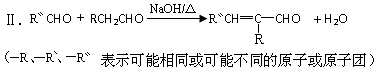 Ⅱ. R〃CHO + RCH₂CHO —NaOH/△→ R〃CH=C(R)-CHO + H₂O
(-R、-R`、-R〃 表示可能相同或可能不同的原子或原子团)